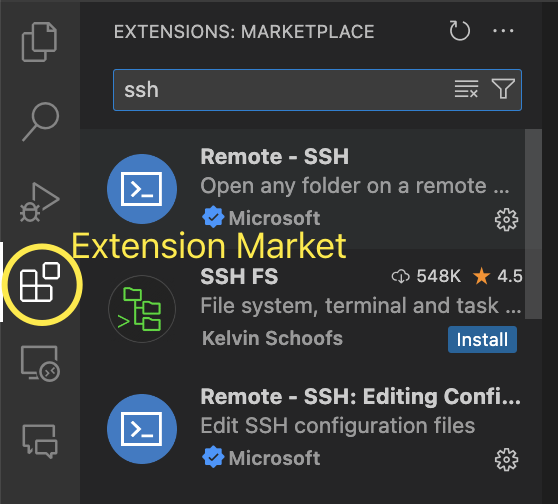 EXTENSIONS: MARKETPLACE
ssh
Remote - SSH
Open any folder on a remote ...
Microsoft
Extension Market
SSH FS 548K 4.5
File system, terminal and task ...
Kelvin Schoofs Install
Remote - SSH: Editing Confi...
Edit SSH configuration files
Microsoft